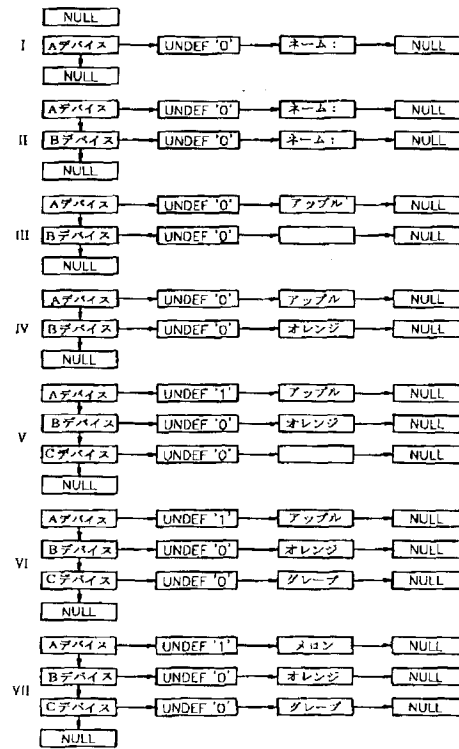 NULL
I Aデバイス UNDEF '0' ネーム: NULL
NULL
Aデバイス UNDEF '0' ネーム: NULL
II Bデバイス UNDEF '0' ネーム: NULL
NULL
Aデバイス UNDEF '0' アップル NULL
III Bデバイス UNDEF '0' NULL
NULL
Aデバイス UNDEF '0' アップル NULL
IV Bデバイス UNDEF '0' オレンジ NULL
NULL
Aデバイス UNDEF '1' アップル NULL
Bデバイス UNDEF '0' オレンジ NULL
V Cデバイス UNDEF '0' NULL
NULL
Aデバイス UNDEF '1' アップル NULL
VI Bデバイス UNDEF '0' オレンジ NULL
Cデバイス UNDEF '0' グレープ NULL
NULL
Aデバイス UNDEF '1' メロン NULL
Bデバイス UNDEF '0' オレンジ NULL
VII Cデバイス UNDEF '0' グレープ NULL
NULL